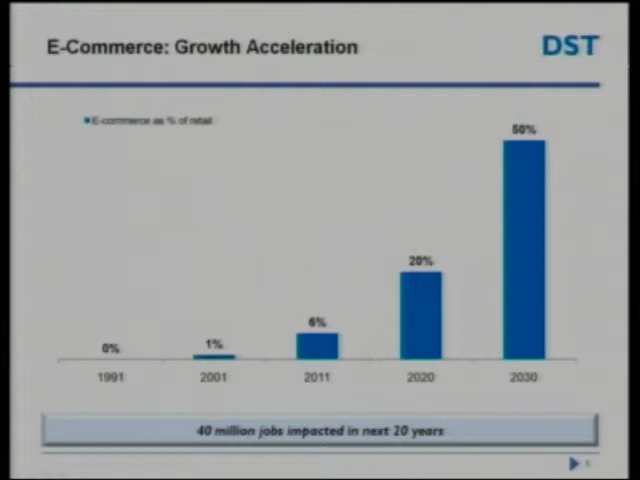 E-Commerce: Growth Acceleration
DST
E-commerce as % of retail
50%
20%
6%
1%
0%
1991 2001 2011 2020 2030
40 million jobs impacted in next 20 years